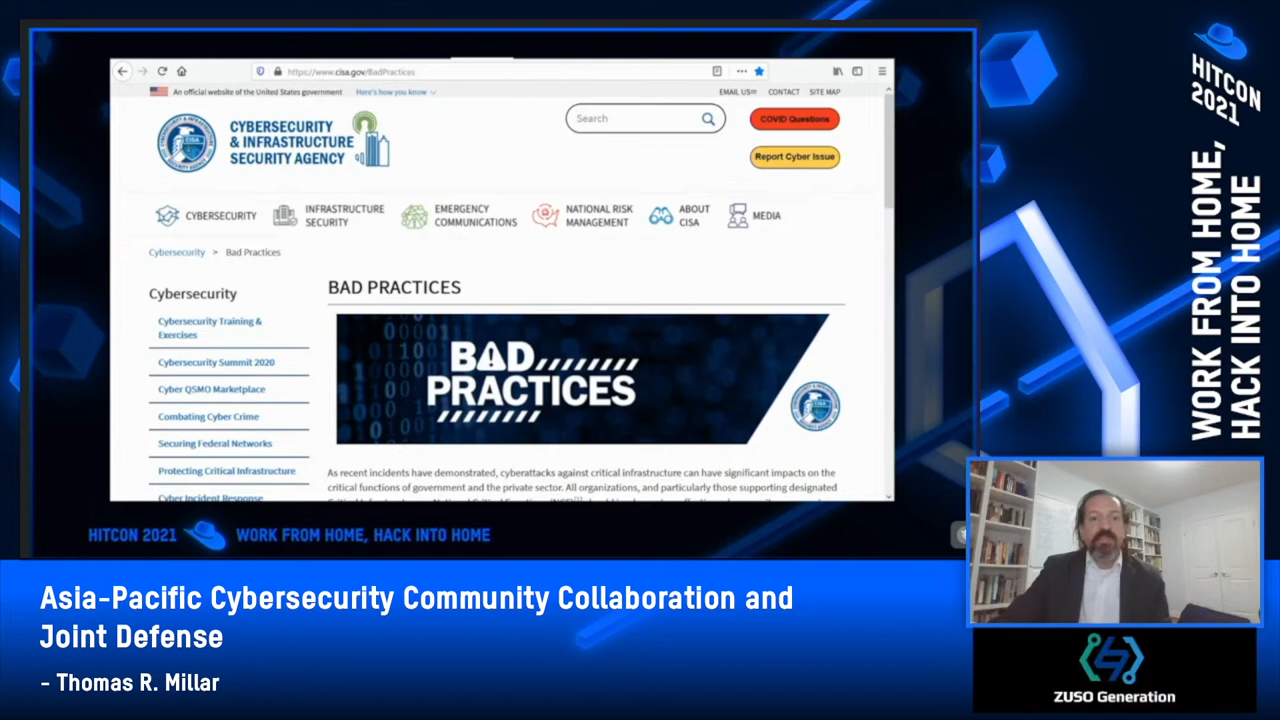 https://www.cisa.gov/BadPractices
An official website of the United States government Here's how you know
EMAIL US CONTACT SITE MAP
CYBERSECURITY
& INFRASTRUCTURE
SECURITY AGENCY
CISA
Search
COVID Questions
Report Cyber Issue
CYBERSECURITY
INFRASTRUCTURE
SECURITY
EMERGENCY
COMMUNICATIONS
NATIONAL RISK
MANAGEMENT
ABOUT
CISA
MEDIA
Cybersecurity > Bad Practices
Cybersecurity
Cybersecurity Training &
Exercises
Cybersecurity Summit 2020
Cyber QSMO Marketplace
Combating Cyber Crime
Securing Federal Networks
Protecting Critical Infrastructure
Cyber Incident Response
BAD PRACTICES
BAD
PRACTICES
CISA
As recent incidents have demonstrated, cyberattacks against critical infrastructure can have significant impacts on the
critical functions of government and the private sector. All organizations, and particularly those supporting designated
HITCON 2021 WORK FROM HOME, HACK INTO HOME
HITCON
2021
WORK FROM HOME,
HACK INTO HOME
Asia-Pacific Cybersecurity Community Collaboration and
Joint Defense
- Thomas R. Millar
ZUSO Generation